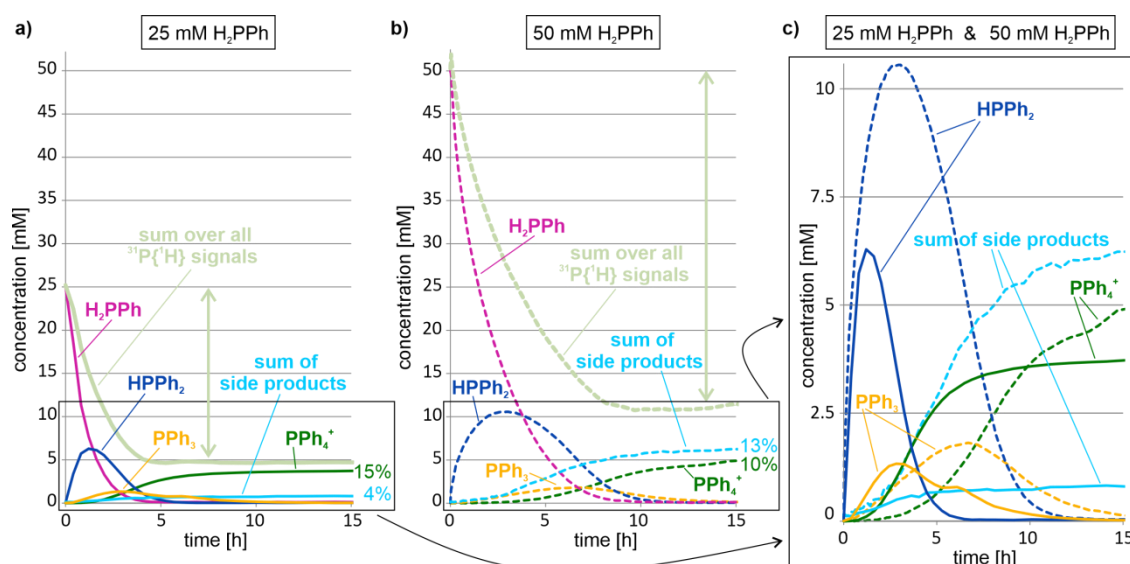 a)
25 mM H₂PPh
50
45
40
35
30
25
20
15
10
5
0
concentration [mM]
sum over all
³¹P{¹H} signals
H₂PPh
HPPh₂
sum of
side products
PPh₃
PPh₄⁺
15%
4%
0
5
10
15
time [h]
b)
50 mM H₂PPh
50
45
40
35
30
25
20
15
10
5
0
concentration [mM]
H₂PPh
sum over all
³¹P{¹H} signals
sum of
side products
HPPh₂
PPh₃
PPh₄⁺
13%
10%
0
5
10
15
time [h]
c)
25 mM H₂PPh & 50 mM H₂PPh
10
7.5
5
2.5
0
concentration [mM]
HPPh₂
sum of side products
PPh₄⁺
PPh₃
0
5
10
15
time [h]